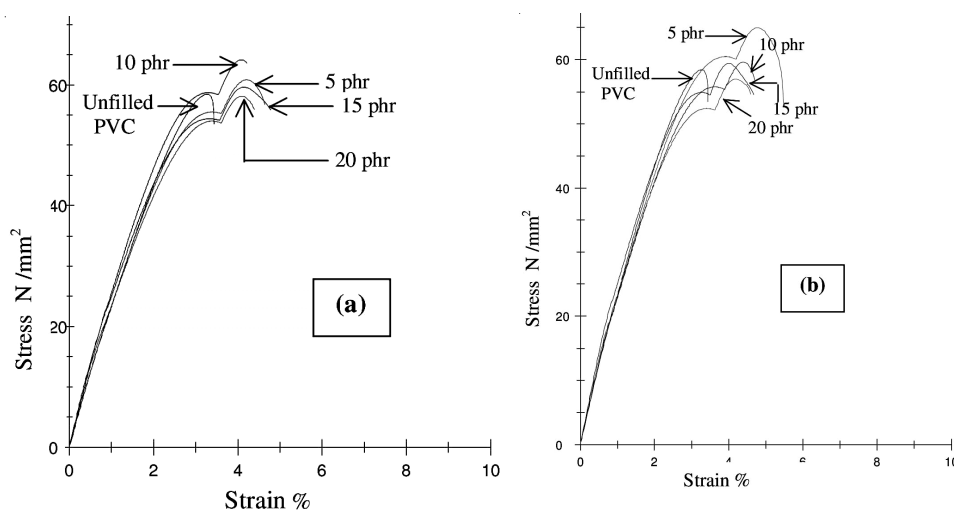 10 phr
5 phr
Unfilled
PVC
15 phr
20 phr
60
40
20
0
0
2
4
6
8
10
Stress N /mm²
Strain %
(a)
5 phr
10 phr
Unfilled
PVC
15 phr
20 phr
60
40
20
0
0
2
8
10
Stress N /mm²
Strain %
(b)